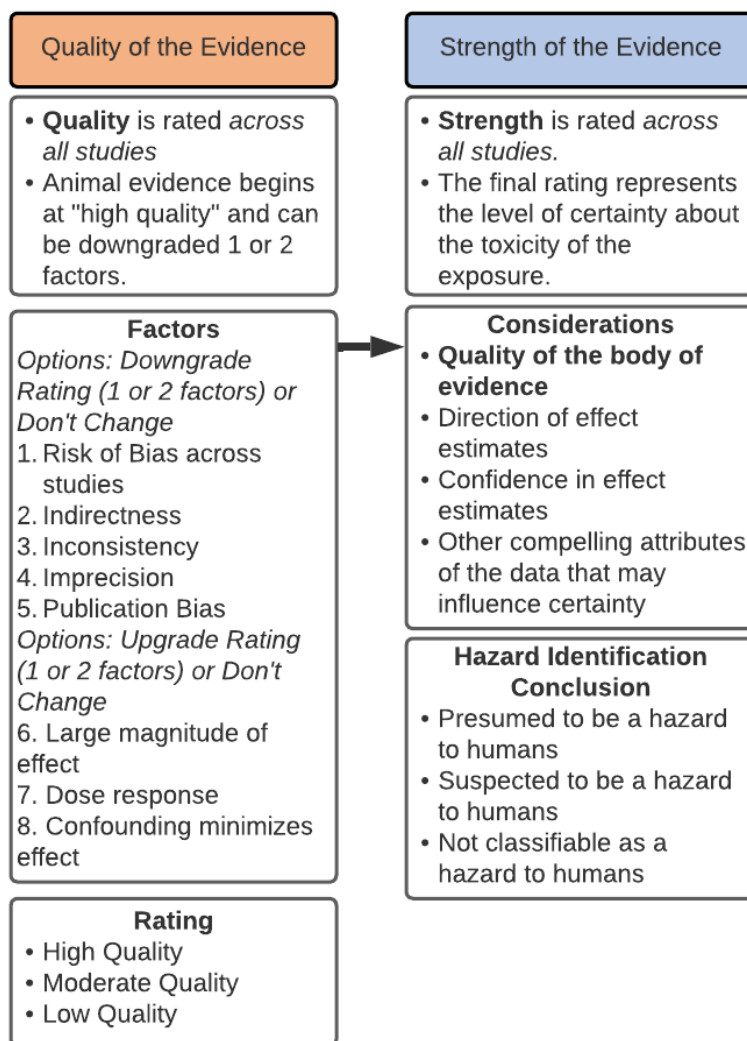 Quality of the Evidence
• Quality is rated across
all studies
• Animal evidence begins
at "high quality" and can
be downgraded 1 or 2
factors.
Factors
Options: Downgrade
Rating (1 or 2 factors) or
Don't Change
1. Risk of Bias across
studies
2. Indirectness
3. Inconsistency
4. Imprecision
5. Publication Bias
Options: Upgrade Rating
(1 or 2 factors) or Don't
Change
6. Large magnitude of
effect
7. Dose response
8. Confounding minimizes
effect
Rating
• High Quality
• Moderate Quality
• Low Quality
Strength of the Evidence
• Strength is rated across
all studies.
• The final rating represents
the level of certainty about
the toxicity of the
exposure.
Considerations
• Quality of the body of
evidence
• Direction of effect
estimates
• Confidence in effect
estimates
• Other compelling attributes
of the data that may
influence certainty
Hazard Identification
Conclusion
• Presumed to be a hazard
to humans
• Suspected to be a hazard
to humans
• Not classifiable as a
hazard to humans